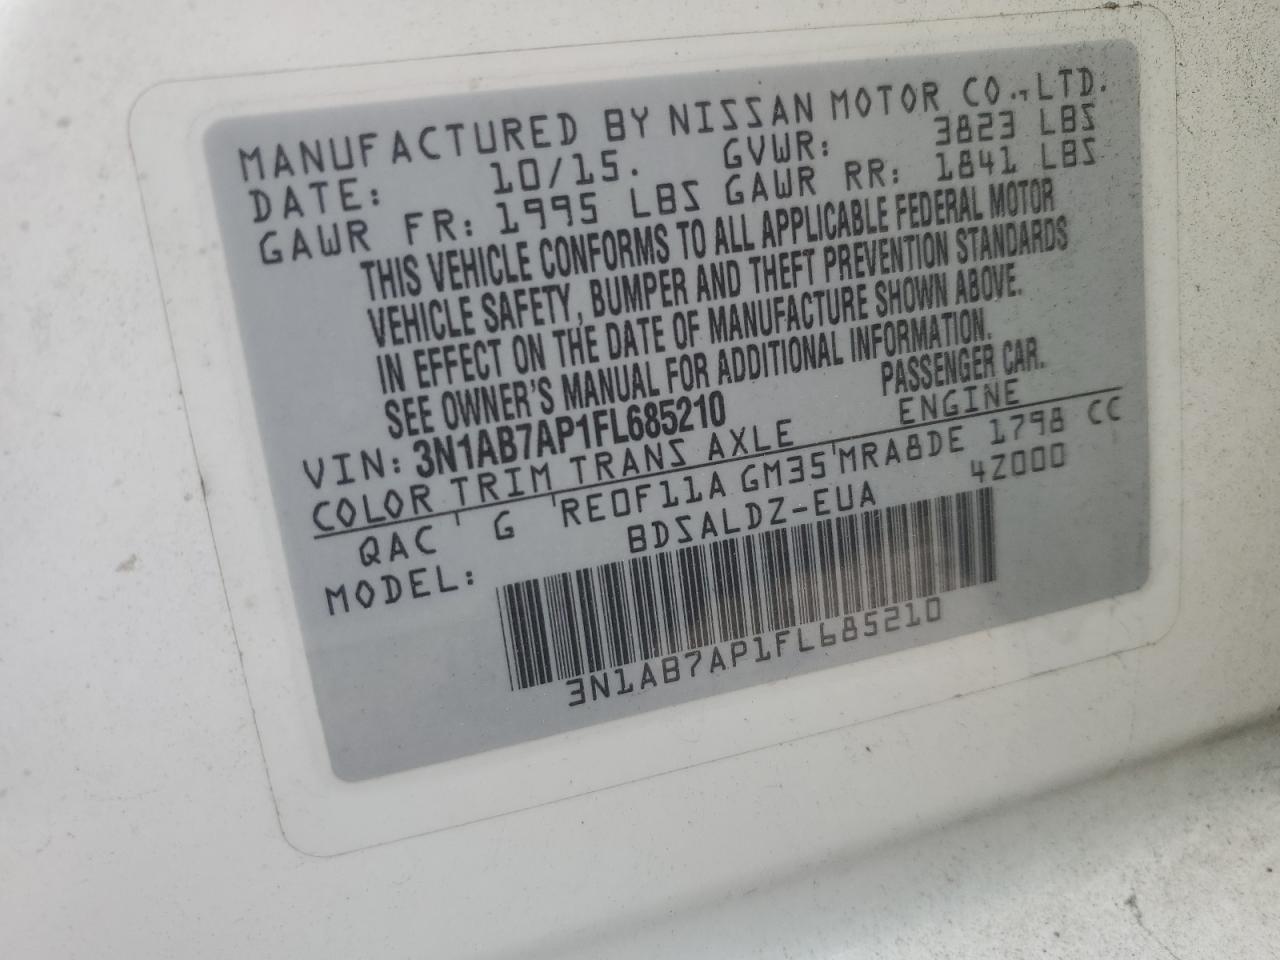 MANUFACTURED BY NISSAN MOTOR CO.,LTD.
DATE: 10/15. GVWR: 3823 LBS
GAWR FR: 1995 LBS GAWR RR: 1841 LBS
THIS VEHICLE CONFORMS TO ALL APPLICABLE FEDERAL MOTOR
VEHICLE SAFETY, BUMPER AND THEFT PREVENTION STANDARDS
IN EFFECT ON THE DATE OF MANUFACTURE SHOWN ABOVE.
SEE OWNER'S MANUAL FOR ADDITIONAL INFORMATION.
VIN: 3N1AB7AP1FL685210 PASSENGER CAR.
COLOR TRIM TRANS AXLE ENGINE
QAC G RE0F11A GM35 MRA8DE 1798 CC
MODEL: BDSALDZ-EUA 4Z000
3N1AB7AP1FL685210